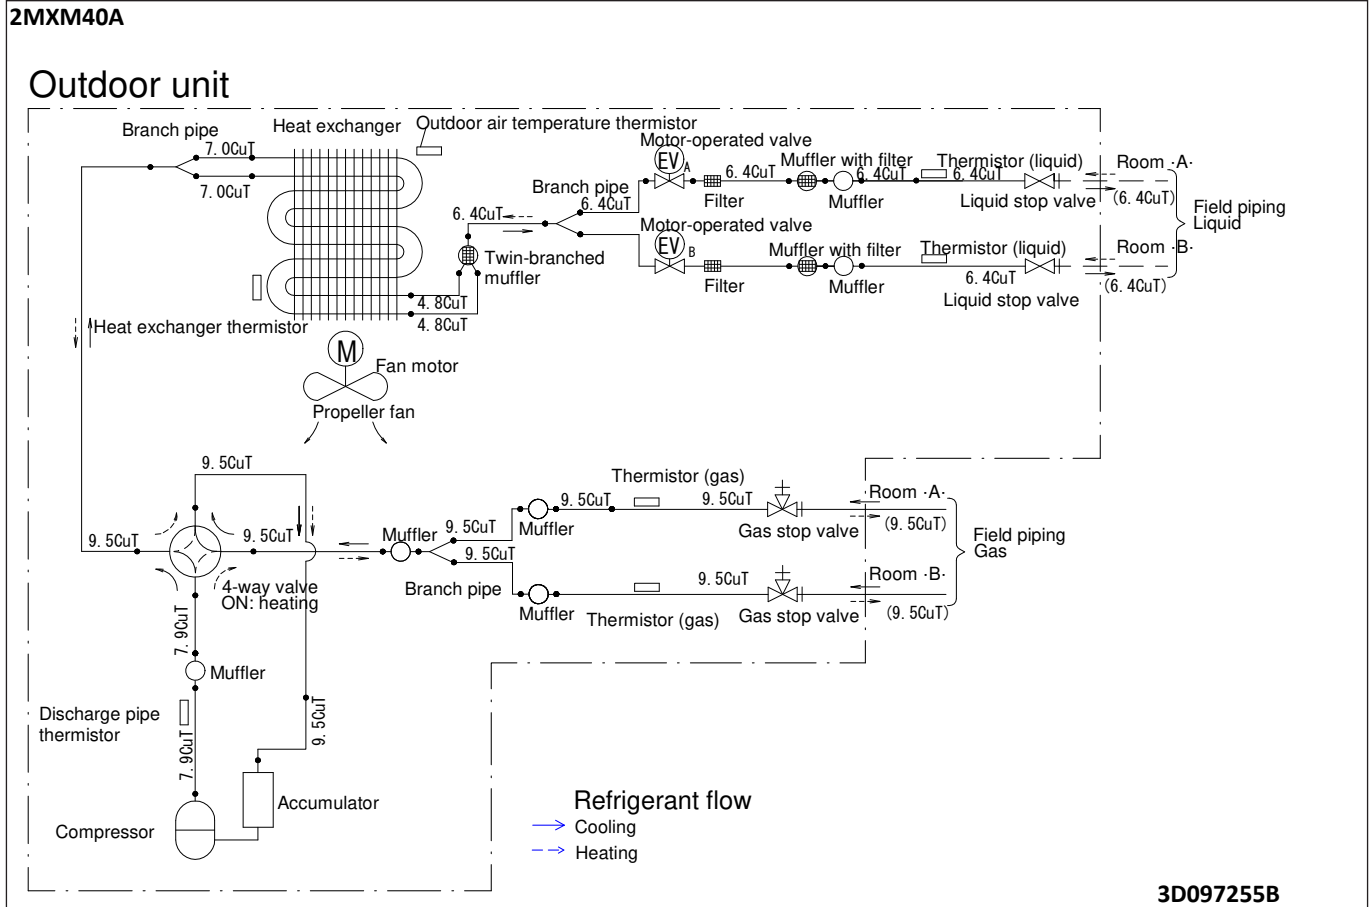 2MXM40A
Outdoor unit
Branch pipe
Heat exchanger
Outdoor air temperature thermistor
7.0CuT
7.0CuT
Motor-operated valve
EV
A
6.4CuT
Filter
Muffler with filter
6.4CuT
Muffler
Thermistor (liquid)
6.4CuT
Liquid stop valve
Room ·A·
(6.4CuT)
Field piping
Liquid
Branch pipe
6.4CuT
6.4CuT
Motor-operated valve
EV
B
Filter
Muffler with filter
6.4CuT
Muffler
Thermistor (liquid)
6.4CuT
Liquid stop valve
Room ·B·
(6.4CuT)
Twin-branched
muffler
4.8CuT
4.8CuT
Heat exchanger thermistor
M
Fan motor
Propeller fan
9.5CuT
9.5CuT
9.5CuT
4-way valve
ON: heating
Muffler
9.5CuT
9.5CuT
Branch pipe
Muffler
9.5CuT
Thermistor (gas)
9.5CuT
Gas stop valve
Room ·A·
(9.5CuT)
Field piping
Gas
Muffler
Thermistor (gas)
9.5CuT
Gas stop valve
Room ·B·
(9.5CuT)
7.9CuT
Muffler
Discharge pipe
thermistor
7.9CuT
9.5CuT
Accumulator
Compressor
Refrigerant flow
Cooling
Heating
3D097255B